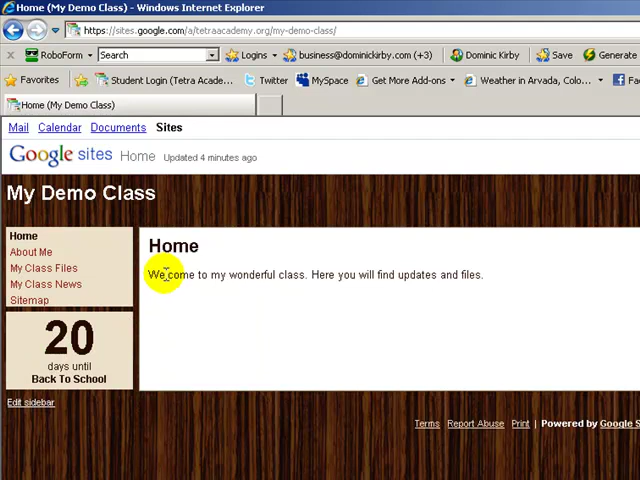 Home (My Demo Class) - Windows Internet Explorer
https://sites.google.com/a/tetraacademy.org/my-demo-class/
RoboForm Search Logins business@dominickirby.com (+3) Dominic Kirby Save Generate
Favorites Student Login (Tetra Acade... Twitter MySpace Get More Add-ons Weather in Arvada, Colo... Fa
Home (My Demo Class)
Mail Calendar Documents Sites
Google sites Home Updated 4 minutes ago
My Demo Class
Home
About Me
My Class Files
My Class News
Sitemap
20
days until
Back To School
Edit sidebar
Home
Welcome to my wonderful class. Here you will find updates and files.
Terms Report Abuse Print | Powered by Google S